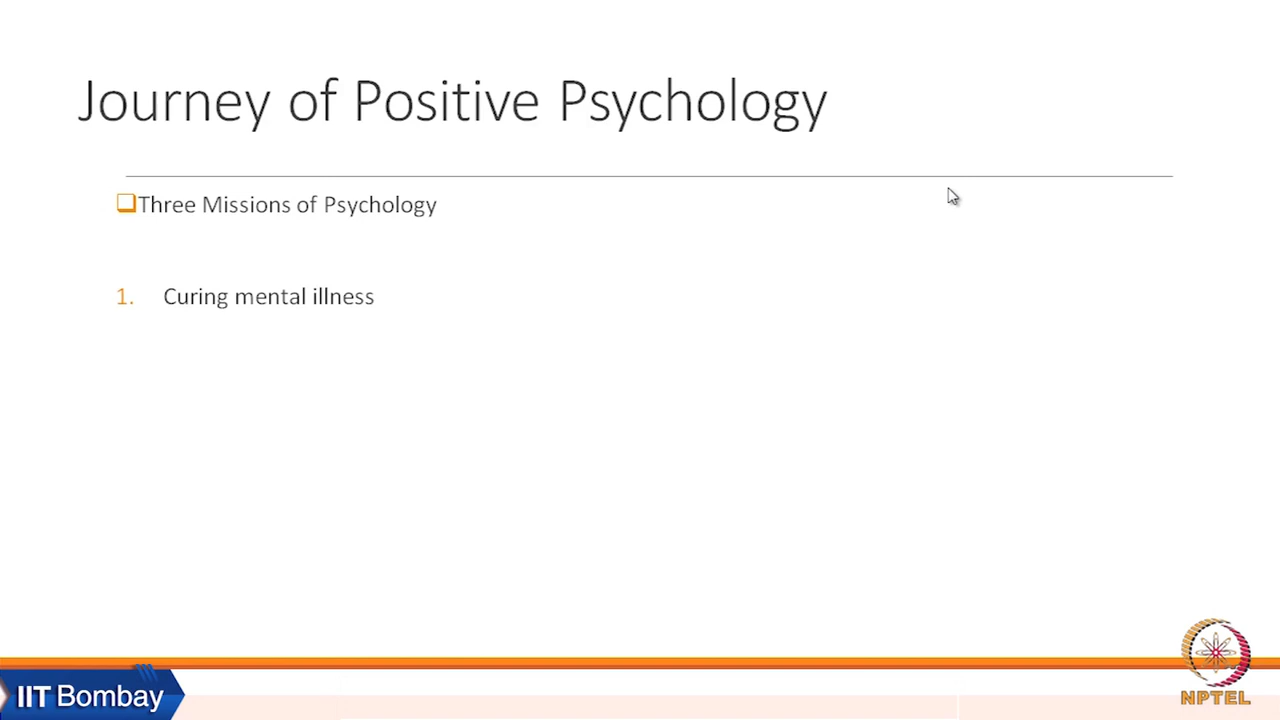 Journey of Positive Psychology
Three Missions of Psychology
1. Curing mental illness
IIT Bombay
NPTEL